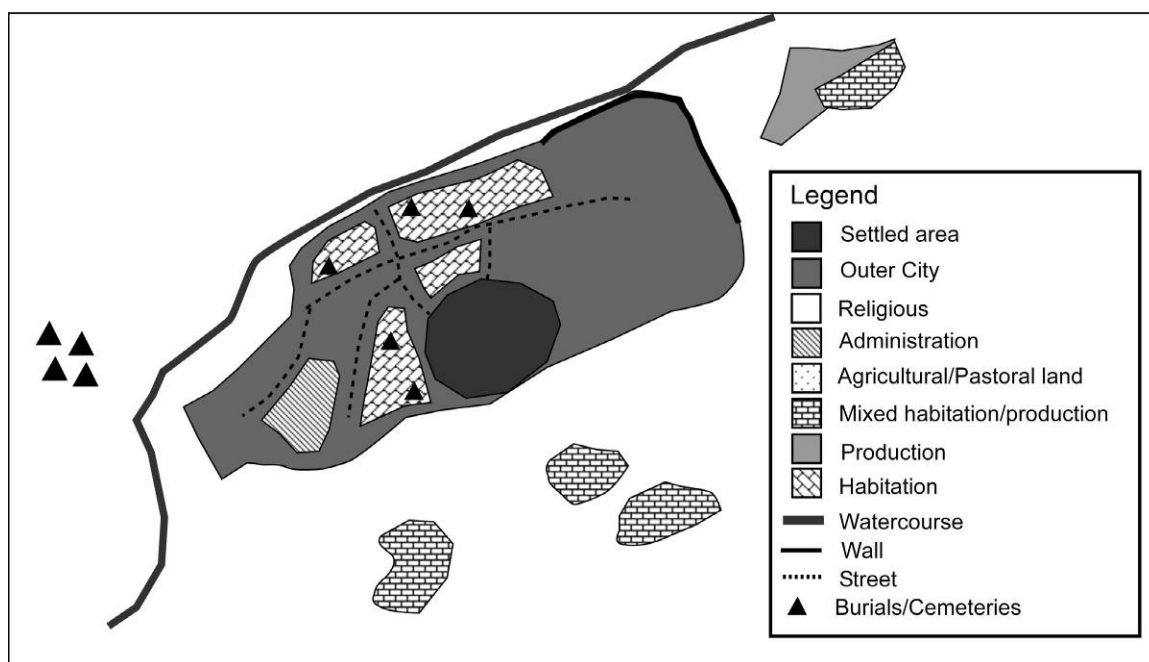 Legend
Settled area
Outer City
Religious
Administration
Agricultural/Pastoral land
Mixed habitation/production
Production
Habitation
Watercourse
Wall
Street
Burials/Cemeteries